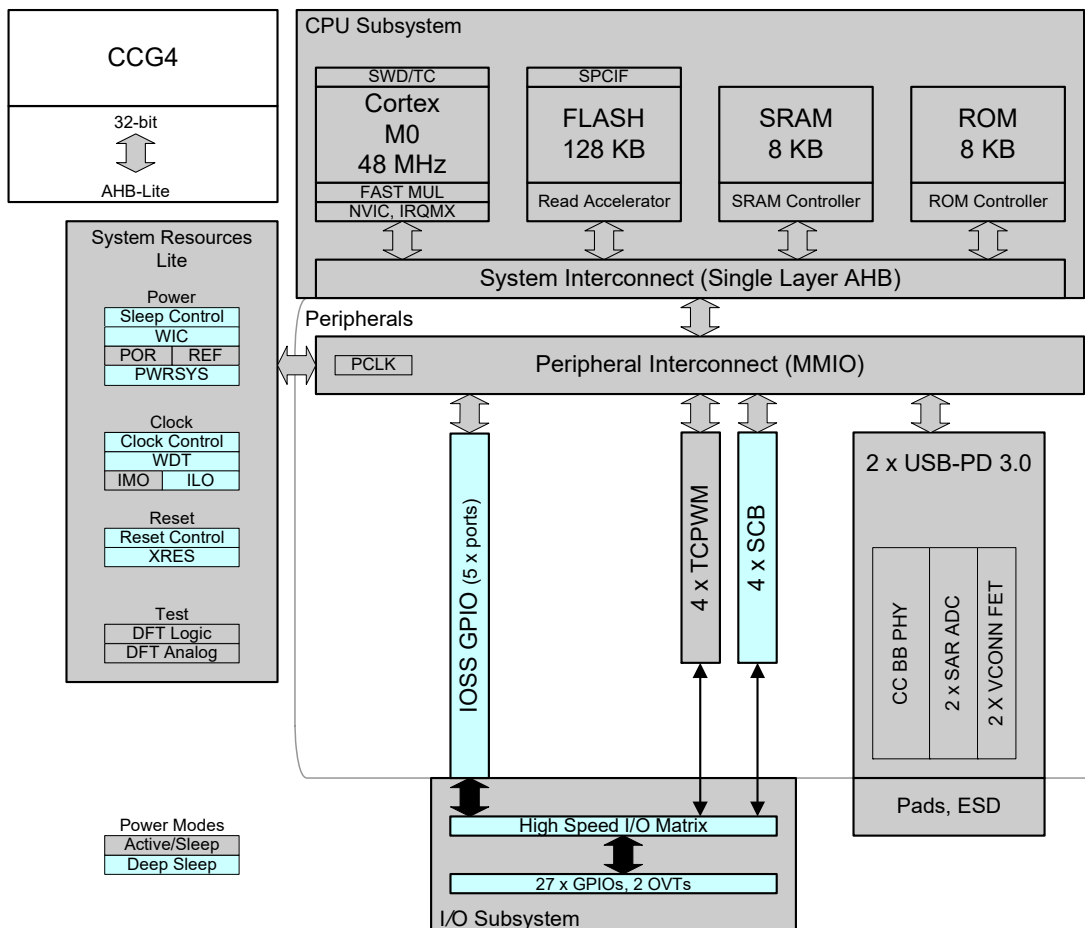 CCG4
32-bit
AHB-Lite
CPU Subsystem
SWD/TC
Cortex
M0
48 MHz
FAST MUL
NVIC, IRQMX
SPCIF
FLASH
128 KB
Read Accelerator
SRAM
8 KB
SRAM Controller
ROM
8 KB
ROM Controller
System Interconnect (Single Layer AHB)
System Resources
Lite
Power
Sleep Control
WIC
POR
REF
PWRSYS
Clock
Clock Control
WDT
IMO
ILO
Reset
Reset Control
XRES
Test
DFT Logic
DFT Analog
Peripherals
PCLK
Peripheral Interconnect (MMIO)
IOSS GPIO (5 x ports)
4 x TCPWM
4 x SCB
2 x USB-PD 3.0
CC BB PHY
2 x SAR ADC
2 X VCONN FET
Pads, ESD
High Speed I/O Matrix
27 x GPIOs, 2 OVTs
I/O Subsystem
Power Modes
Active/Sleep
Deep Sleep